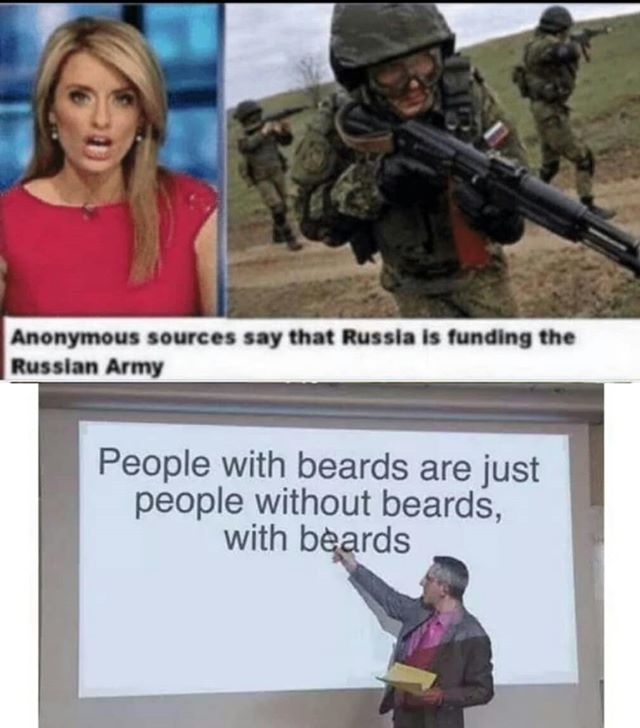 Anonymous sources say that Russia is funding the
Russian Army
People with beards are just
people without beards,
with beards